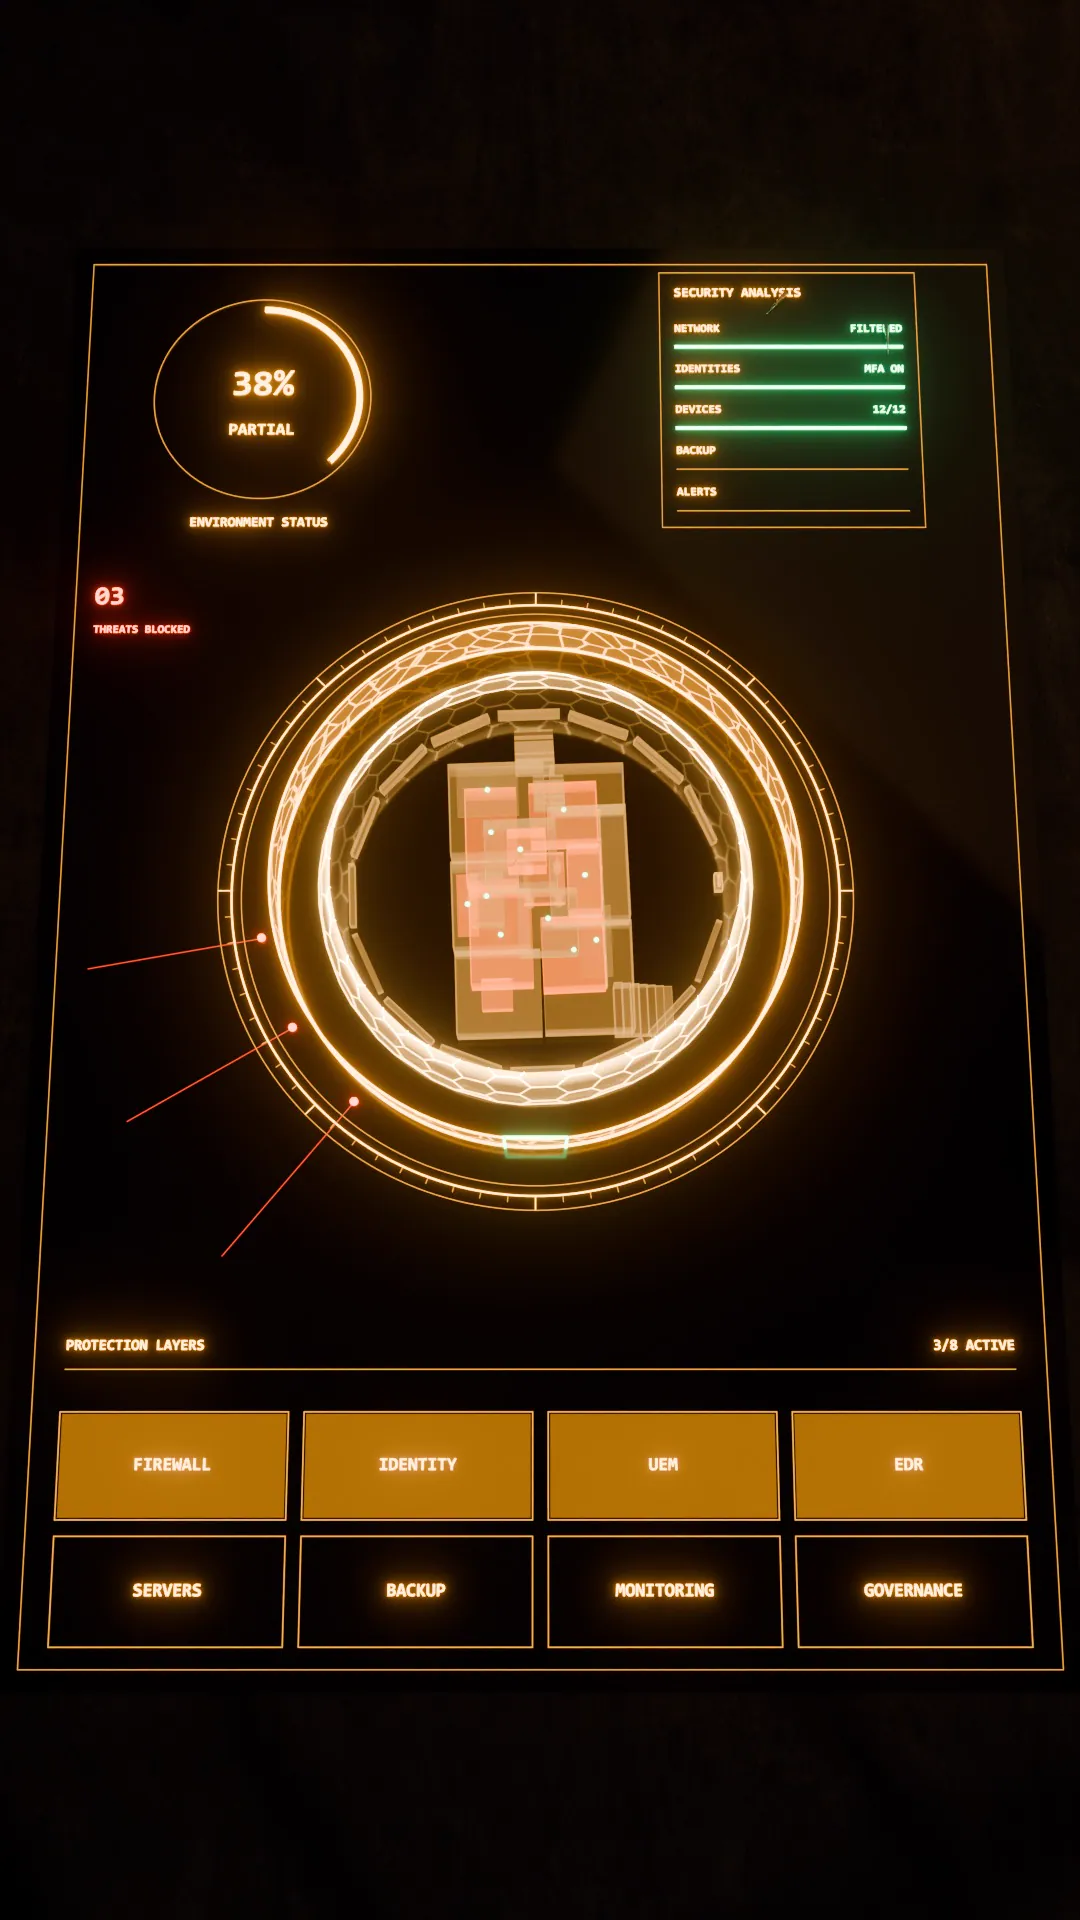 38%
PARTIAL
ENVIRONMENT STATUS
SECURITY ANALYSIS
NETWORK FILTERED
IDENTITIES MFA ON
DEVICES 12/12
BACKUP
ALERTS
03
THREATS BLOCKED
PROTECTION LAYERS 3/8 ACTIVE
FIREWALL IDENTITY UEM EDR
SERVERS BACKUP MONITORING GOVERNANCE